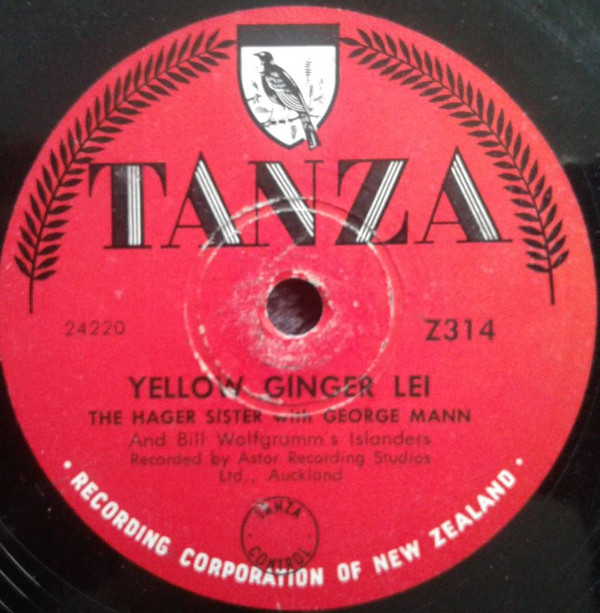 TANZA
24220
Z314
YELLOW GINGER LEI
THE HAGER SISTER with GEORGE MANN
And Bill Wolfgrumm's Islanders
Recorded by Astor Recording Studios
Ltd., Auckland
TANZA
CONTROL
• RECORDING CORPORATION OF NEW ZEALAND •